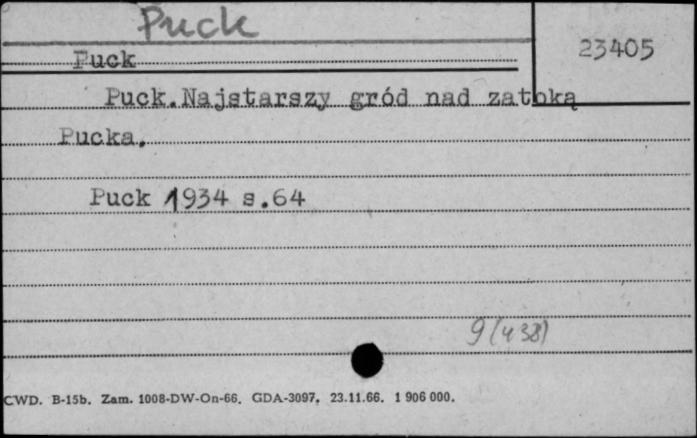 Puck
23405
Puck
Puck.Najstarszy gród nad zatoką
Pucka.
Puck 1934 s.64
9(438)
CWD. B-15b. Zam. 1008-DW-On-66. GDA-3097. 23.11.66. 1 906 000.